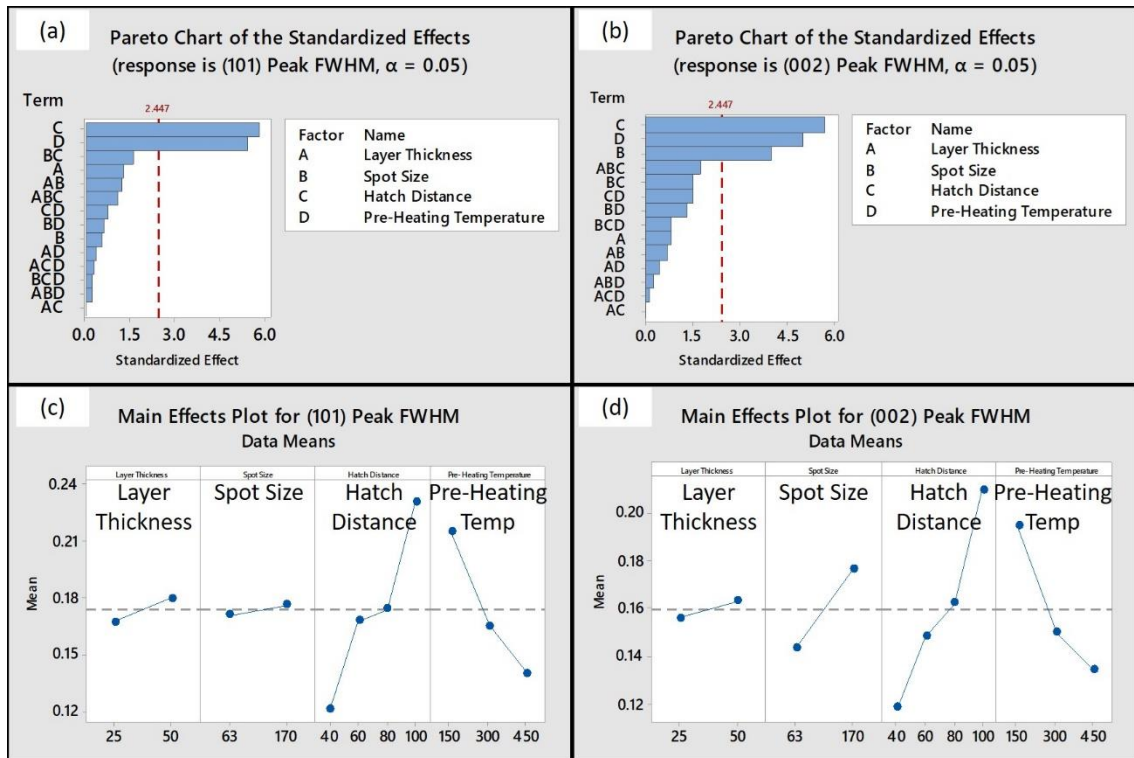 (a)
Pareto Chart of the Standardized Effects
(response is (101) Peak FWHM, α = 0.05)
Term
2.447
C
D
BC
A
AB
ABC
CD
BD
B
AD
ACD
BCD
ABD
AC
0.0 1.5 3.0 4.5 6.0
Standardized Effect
Factor Name
A Layer Thickness
B Spot Size
C Hatch Distance
D Pre-Heating Temperature
(b)
Pareto Chart of the Standardized Effects
(response is (002) Peak FWHM, α = 0.05)
Term
2.447
C
D
B
ABC
BC
CD
BD
BCD
A
AB
AD
ABD
ACD
AC
0.0 1.5 3.0 4.5 6.0
Standardized Effect
Factor Name
A Layer Thickness
B Spot Size
C Hatch Distance
D Pre-Heating Temperature
(c)
Main Effects Plot for (101) Peak FWHM
Data Means
Layer Thickness Spot Size Hatch Distance Pre-Heating Temperature
Layer Spot Size Hatch Pre-Heating
Thickness Distance Temp
0.24
0.21
0.18
0.15
0.12
Mean
25 50 63 170 40 60 80 100 150 300 450
(d)
Main Effects Plot for (002) Peak FWHM
Data Means
Layer Thickness Spot Size Hatch Distance Pre-Heating Temperature
Layer Spot Size Hatch Pre-Heating
Thickness Distance Temp
0.20
0.18
0.16
0.14
0.12
Mean
25 50 63 170 40 60 80 100 150 300 450